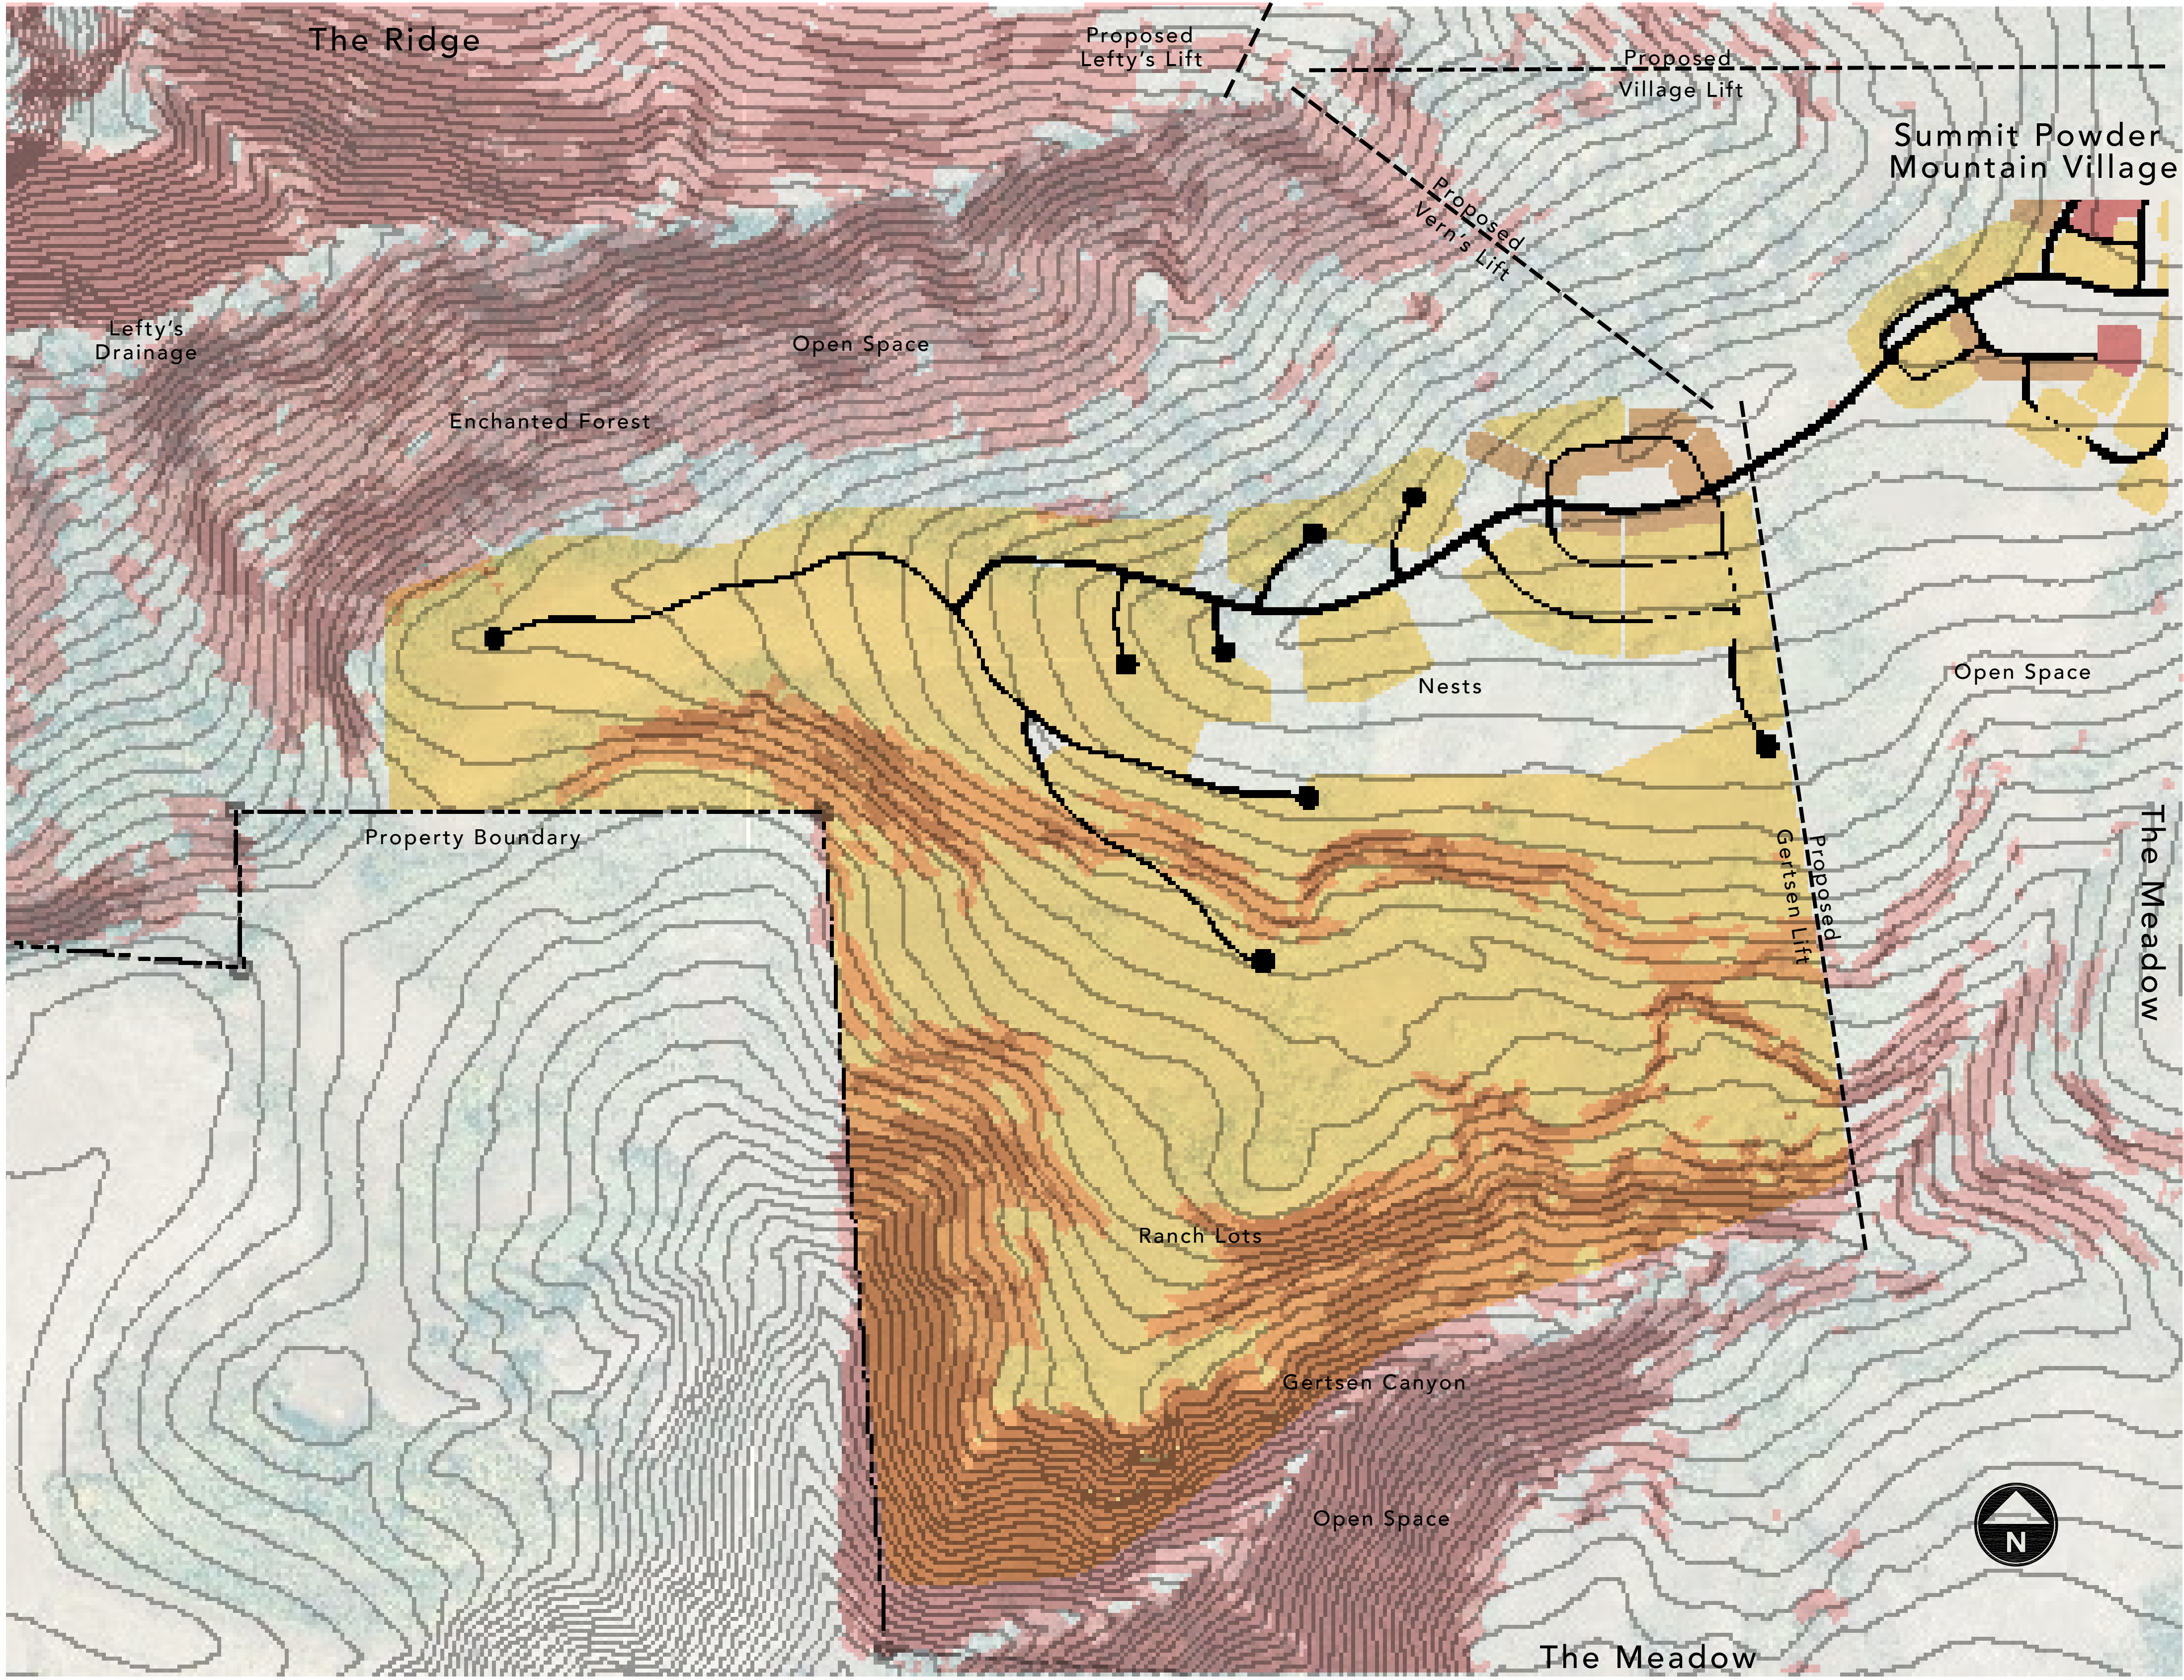 The Ridge
Proposed
Lefty's Lift
Proposed
Village Lift
Summit Powder
Mountain Village
Proposed
Vern's Lift
Lefty's
Drainage
Open Space
Enchanted Forest
Open Space
Nests
Property Boundary
Proposed
Gertsen Lift
The Meadow
Ranch Lots
Gertsen Canyon
Open Space
N
The Meadow